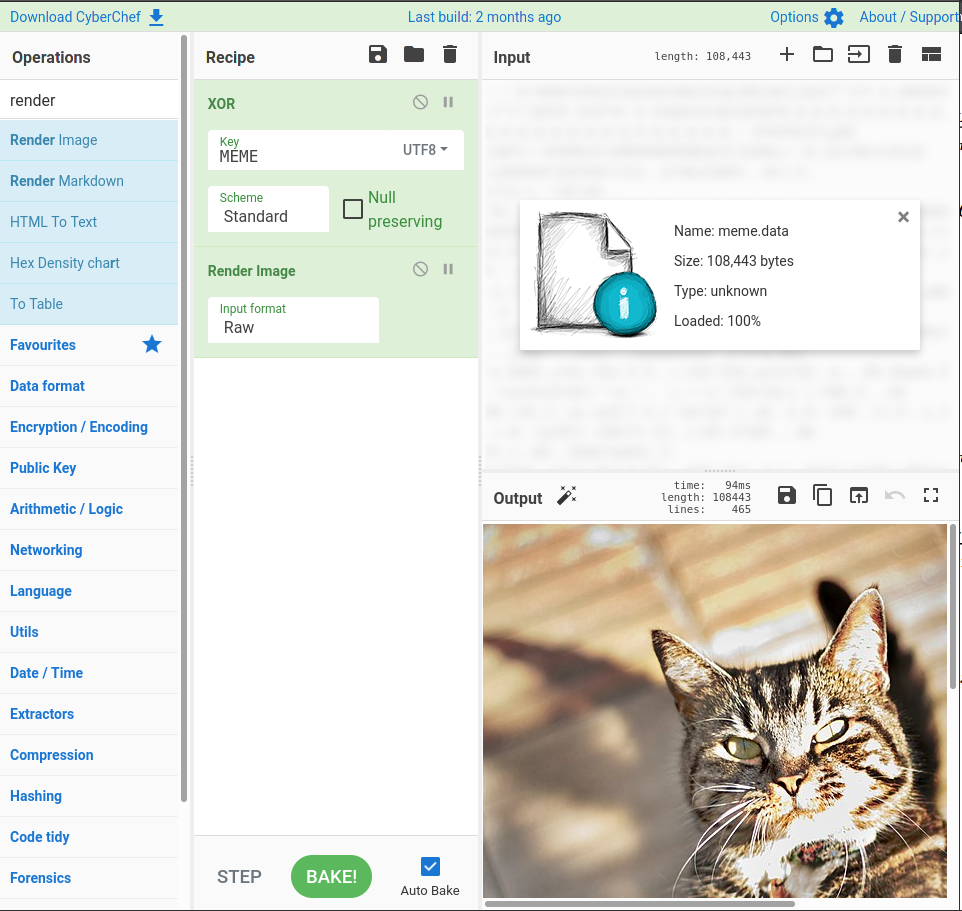 Download CyberChef
Last build: 2 months ago
Options
About / Support
Operations
render
Render Image
Render Markdown
HTML To Text
Hex Density chart
To Table
Favourites
Data format
Encryption / Encoding
Public Key
Arithmetic / Logic
Networking
Language
Utils
Date / Time
Extractors
Compression
Hashing
Code tidy
Forensics
Recipe
XOR
Key
MEME
UTF8
Scheme
Standard
Null
preserving
Render Image
Input format
Raw
STEP
BAKE!
Auto Bake
Input
length: 108,443
Name: meme.data
Size: 108,443 bytes
Type: unknown
Loaded: 100%
Output
time: 94ms
length: 108443
lines: 465